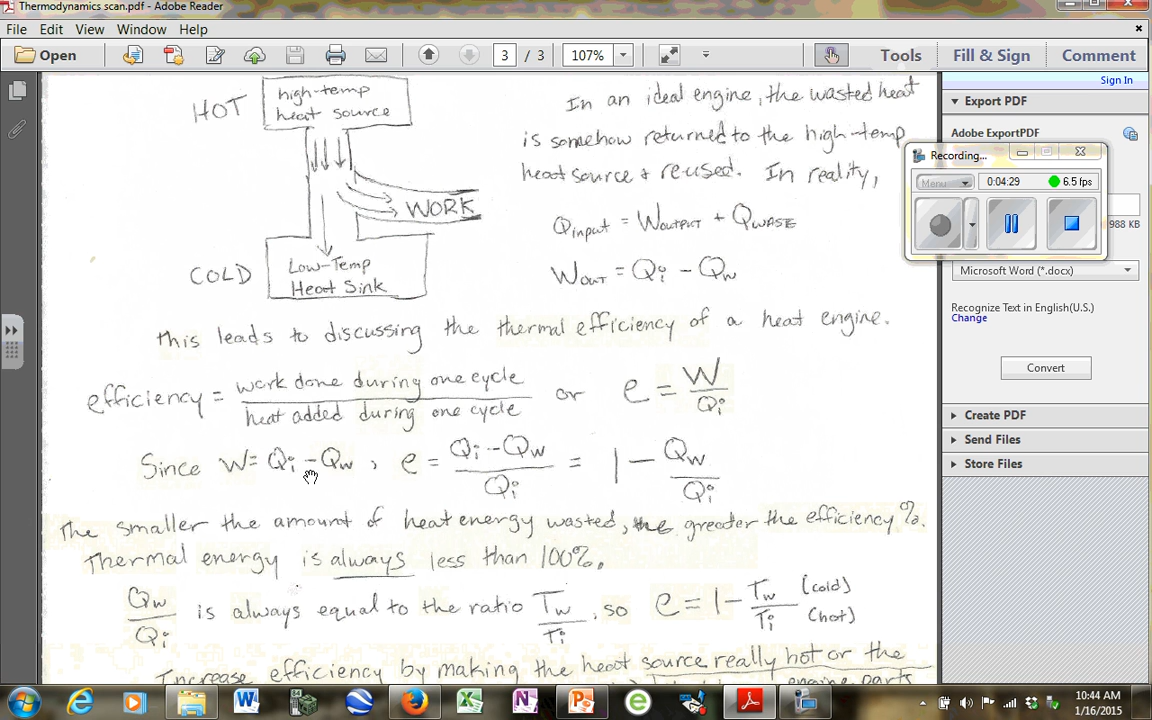 Thermodynamics scan.pdf - Adobe Reader
File Edit View Window Help
Open 3 / 3 107% Tools Fill & Sign Comment
Sign In
Export PDF
Adobe ExportPDF
Recording...
Menu 0:04:29 6.5 fps
988 KB
Microsoft Word (*.docx)
Recognize Text in English(U.S.)
Change
Convert
Create PDF
Send Files
Store Files
HOT
high-temp
heat source
WORK
COLD
Low-Temp
Heat Sink
In an ideal engine, the wasted heat
is somehow returned to the high-temp
heat source & reused. In reality,
Qinput = WOUTPUT + QWASE
WOUT = Qi - Qw
This leads to discussing the thermal efficiency of a heat engine.
efficiency = work done during one cycle / heat added during one cycle or e = W / Qi
Since W = Qi - Qw, e = Qi - Qw / Qi = 1 - Qw / Qi
The smaller the amount of heat energy wasted, the greater the efficiency %.
Thermal energy is always less than 100%.
Qw / Qi is always equal to the ratio Tw / Ti, so e = 1 - Tw / Ti (cold) (hot)
Increase efficiency by making the heat source really hot or the
engine parts
10:44 AM
1/16/2015